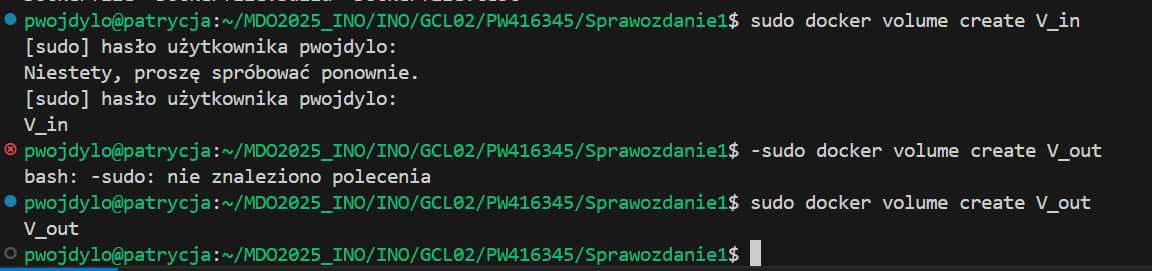 pwojdylo@patrycja:~/MDO2025_INO/INO/GCL02/PW416345/Sprawozdanie1$ sudo docker volume create V_in
[sudo] hasło użytkownika pwojdylo:
Niestety, proszę spróbować ponownie.
[sudo] hasło użytkownika pwojdylo:
V_in
pwojdylo@patrycja:~/MDO2025_INO/INO/GCL02/PW416345/Sprawozdanie1$ -sudo docker volume create V_out
bash: -sudo: nie znaleziono polecenia
pwojdylo@patrycja:~/MDO2025_INO/INO/GCL02/PW416345/Sprawozdanie1$ sudo docker volume create V_out
V_out
pwojdylo@patrycja:~/MDO2025_INO/INO/GCL02/PW416345/Sprawozdanie1$